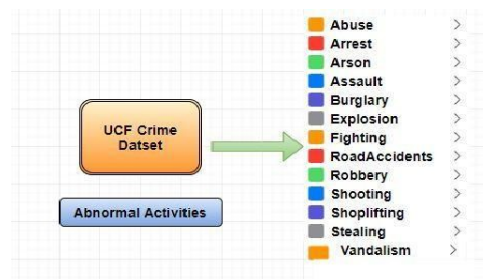 UCF Crime
Datset
Abnormal Activities
Abuse
Arrest
Arson
Assault
Burglary
Explosion
Fighting
RoadAccidents
Robbery
Shooting
Shoplifting
Stealing
Vandalism